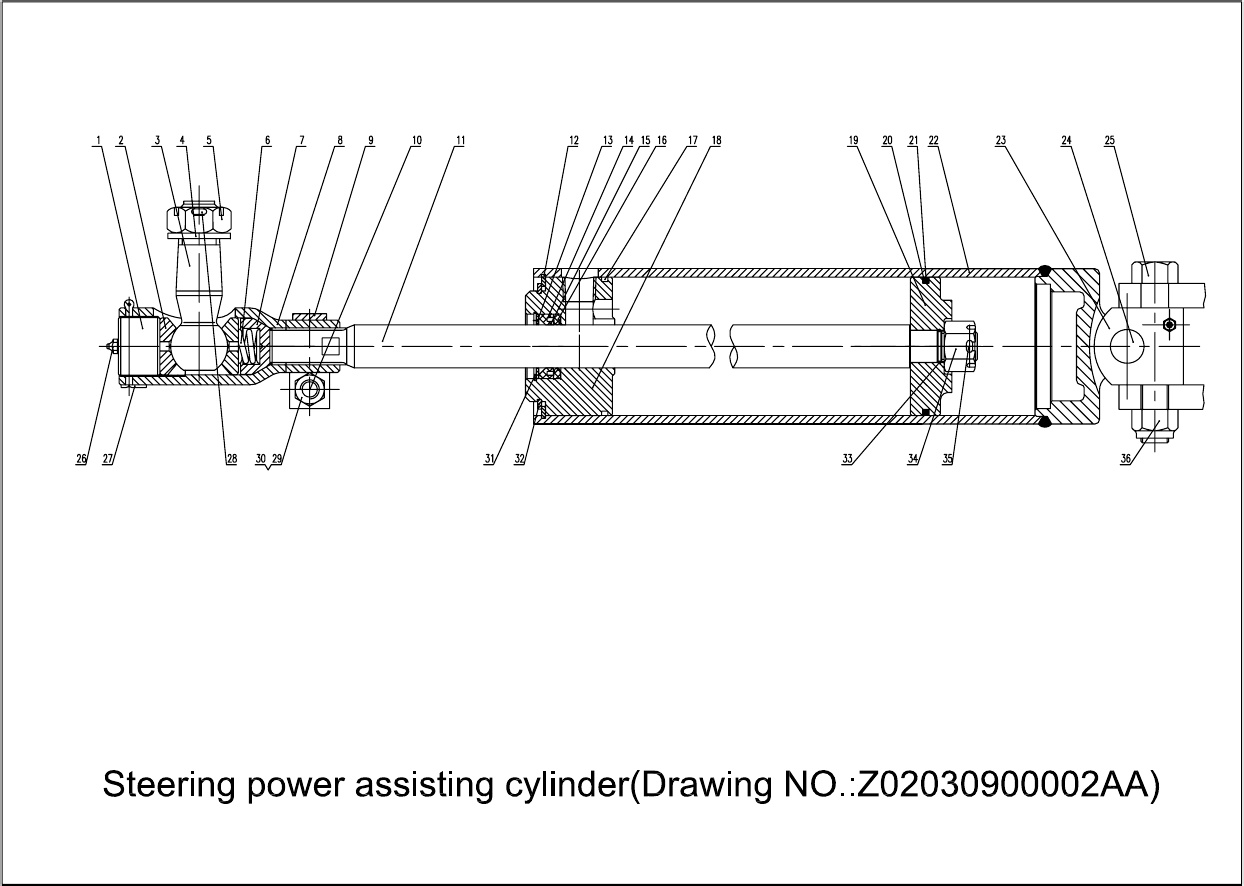 1 2 3 4 5 6 7 8 9 10 11 12 13 14 15 16 17 18 19 20 21 22 23 24 25
26 27 28 30 29 31 32 33 34 35 36
Steering power assisting cylinder(Drawing NO.:Z02030900002AA)